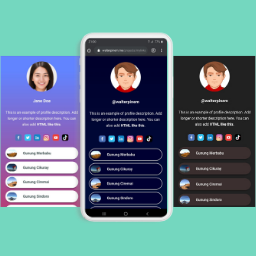 Jane Doe
This is an example of profile description. Add
longer or shorter description here. You can
also add HTML like this.
Gunung Merbabu
Gunung Cikuray
Gunung Ciremai
Gunung Sindoro
@walterpinem
This is an example of profile description. Add
longer or shorter description here. You can
also add HTML like this.
Gunung Merbabu
Gunung Cikuray
Gunung Ciremai
Gunung Sindoro
@walterpinem
This is an example of profile description. Add
longer or shorter description here. You can
also add HTML like this.
Gunung Merbabu
Gunung Cikuray
Gunung Ciremai
Gunung Sindoro